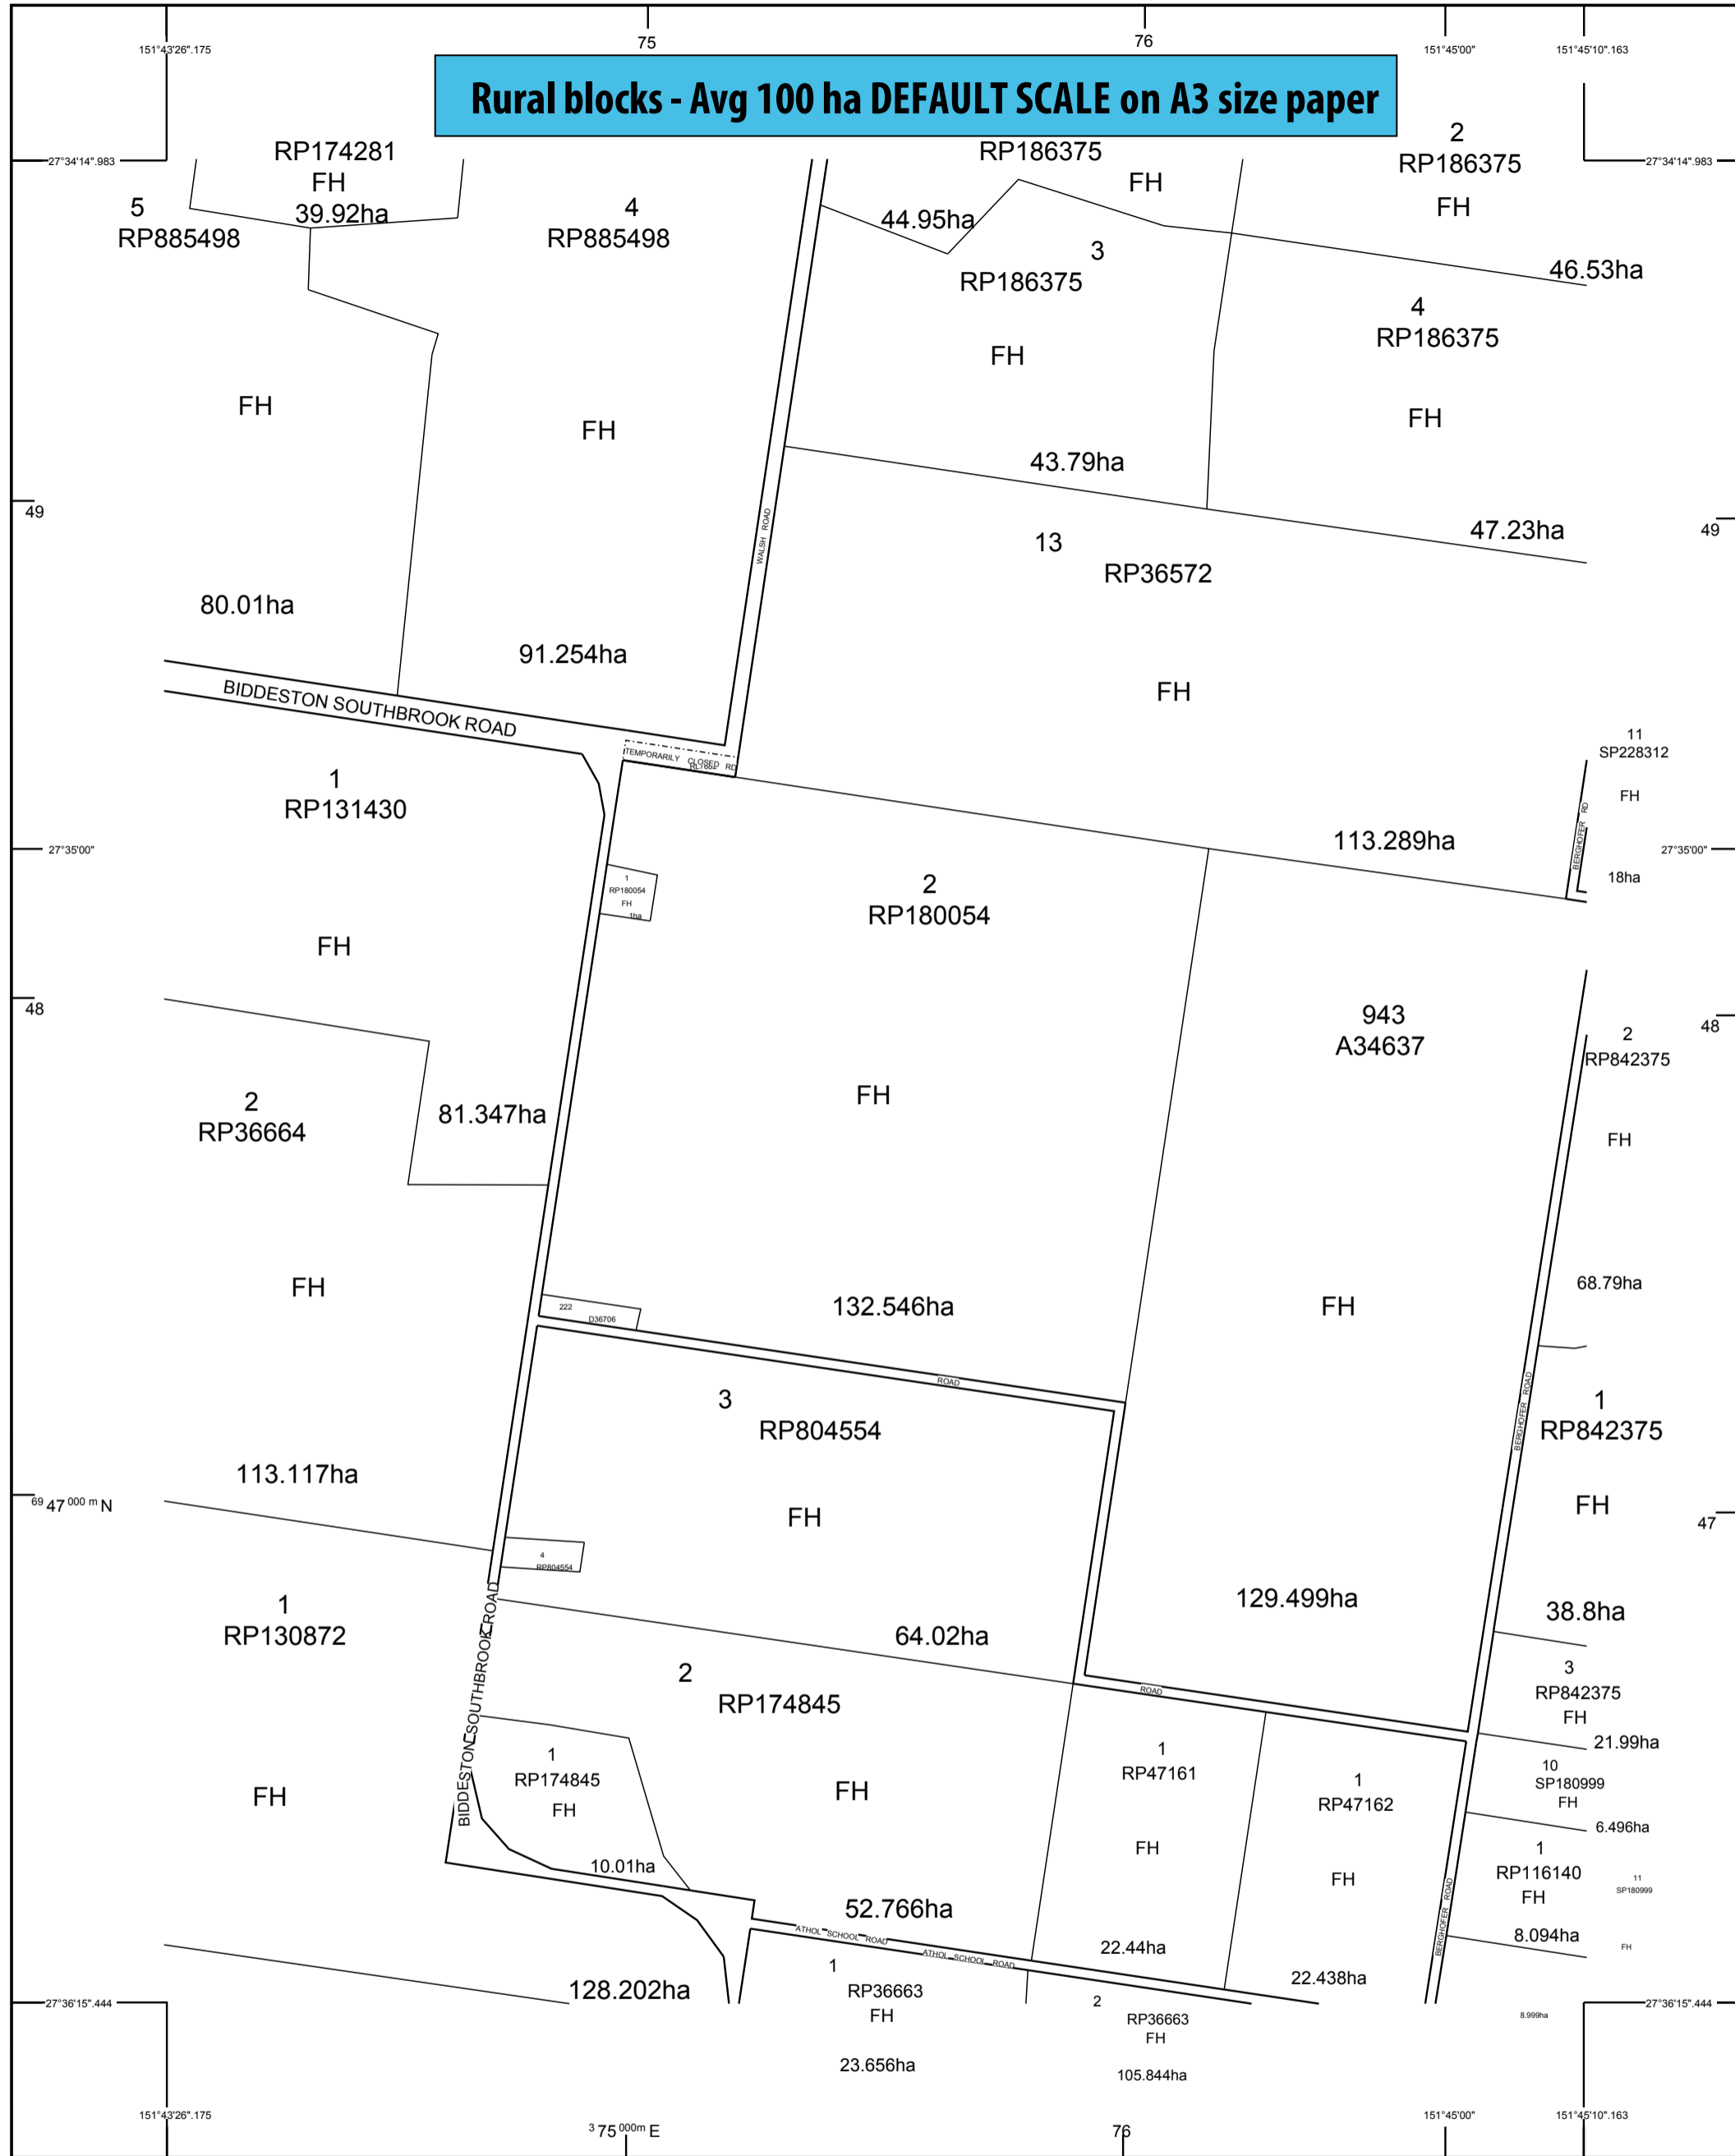 151°43'26".175
75
76
151°45'00"
151°45'10".163
Rural blocks - Avg 100 ha DEFAULT SCALE on A3 size paper
27°34'14".983
RP174281
FH
39.92ha
RP186375
FH
2
RP186375
FH
27°34'14".983
5
RP885498
4
RP885498
44.95ha
3
RP186375
46.53ha
4
RP186375
FH
FH
FH
FH
43.79ha
49
47.23ha
49
WALSH ROAD
13
RP36572
80.01ha
91.254ha
FH
BIDDESTON SOUTHBROOK ROAD
11
SP228312
TEMPORARILY CLOSED RD
1
RP131430
FH
BERGHOFER RD
113.289ha
27°35'00"
27°35'00"
18ha
1
RP180054
FH
1ha
2
RP180054
FH
48
943
A34637
48
2
RP842375
2
RP36664
81.347ha
FH
FH
FH
68.79ha
132.546ha
FH
222
D36706
ROAD
3
RP804554
BERGHOFER ROAD
1
RP842375
113.117ha
69 47 000 m N
FH
FH
47
4
RP804554
1
RP130872
BIDDESTON SOUTHBROOK ROAD
129.499ha
38.8ha
64.02ha
2
RP174845
ROAD
3
RP842375
FH
21.99ha
1
RP174845
FH
FH
FH
1
RP47161
1
RP47162
10
SP180999
FH
6.496ha
FH
FH
1
RP116140
FH
11
SP180999
10.01ha
52.766ha
BERGHOFER ROAD
8.094ha
FH
ATHOL SCHOOL ROAD
ATHOL SCHOOL ROAD
22.44ha
22.438ha
128.202ha
1
RP36663
FH
2
RP36663
FH
27°36'15".444
27°36'15".444
8.999ha
23.656ha
105.844ha
151°43'26".175
3 75 000m E
76
151°45'00"
151°45'10".163